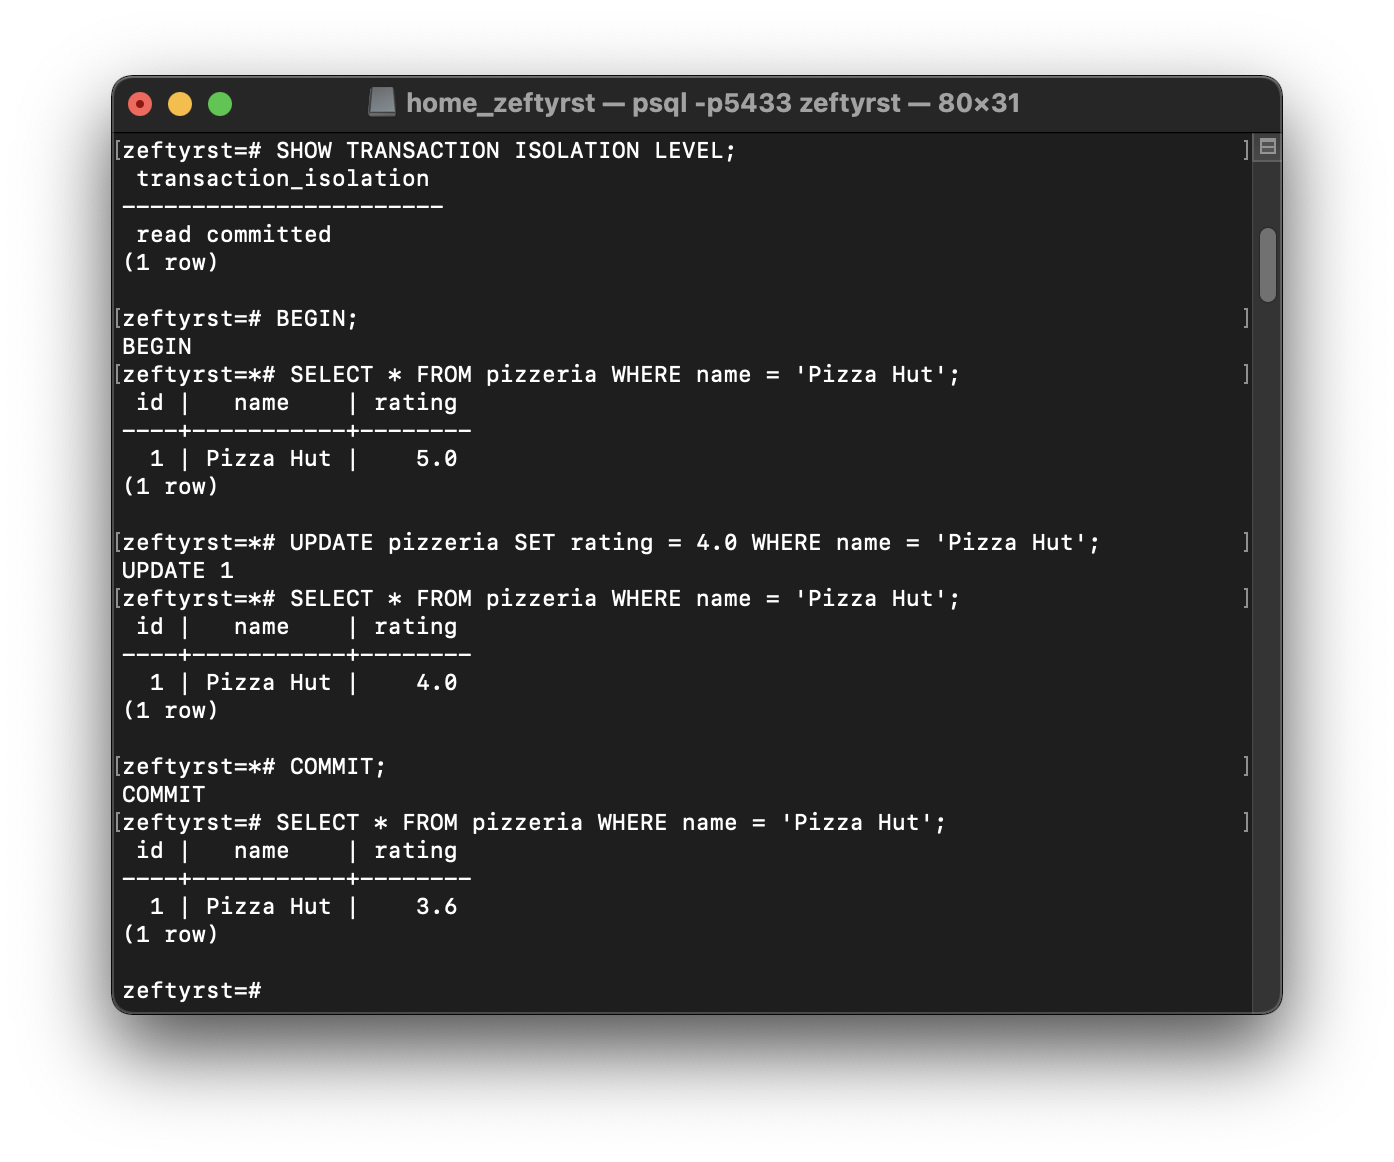 home_zeftyrst — psql -p5433 zeftyrst — 80×31
[zeftyrst=# SHOW TRANSACTION ISOLATION LEVEL; ]
 transaction_isolation
-----------------------
 read committed
(1 row)

[zeftyrst=# BEGIN; ]
BEGIN
[zeftyrst=*# SELECT * FROM pizzeria WHERE name = 'Pizza Hut'; ]
 id |   name    | rating
----+-----------+--------
  1 | Pizza Hut |    5.0
(1 row)

[zeftyrst=*# UPDATE pizzeria SET rating = 4.0 WHERE name = 'Pizza Hut'; ]
UPDATE 1
[zeftyrst=*# SELECT * FROM pizzeria WHERE name = 'Pizza Hut'; ]
 id |   name    | rating
----+-----------+--------
  1 | Pizza Hut |    4.0
(1 row)

[zeftyrst=*# COMMIT; ]
COMMIT
[zeftyrst=# SELECT * FROM pizzeria WHERE name = 'Pizza Hut'; ]
 id |   name    | rating
----+-----------+--------
  1 | Pizza Hut |    3.6
(1 row)

zeftyrst=#